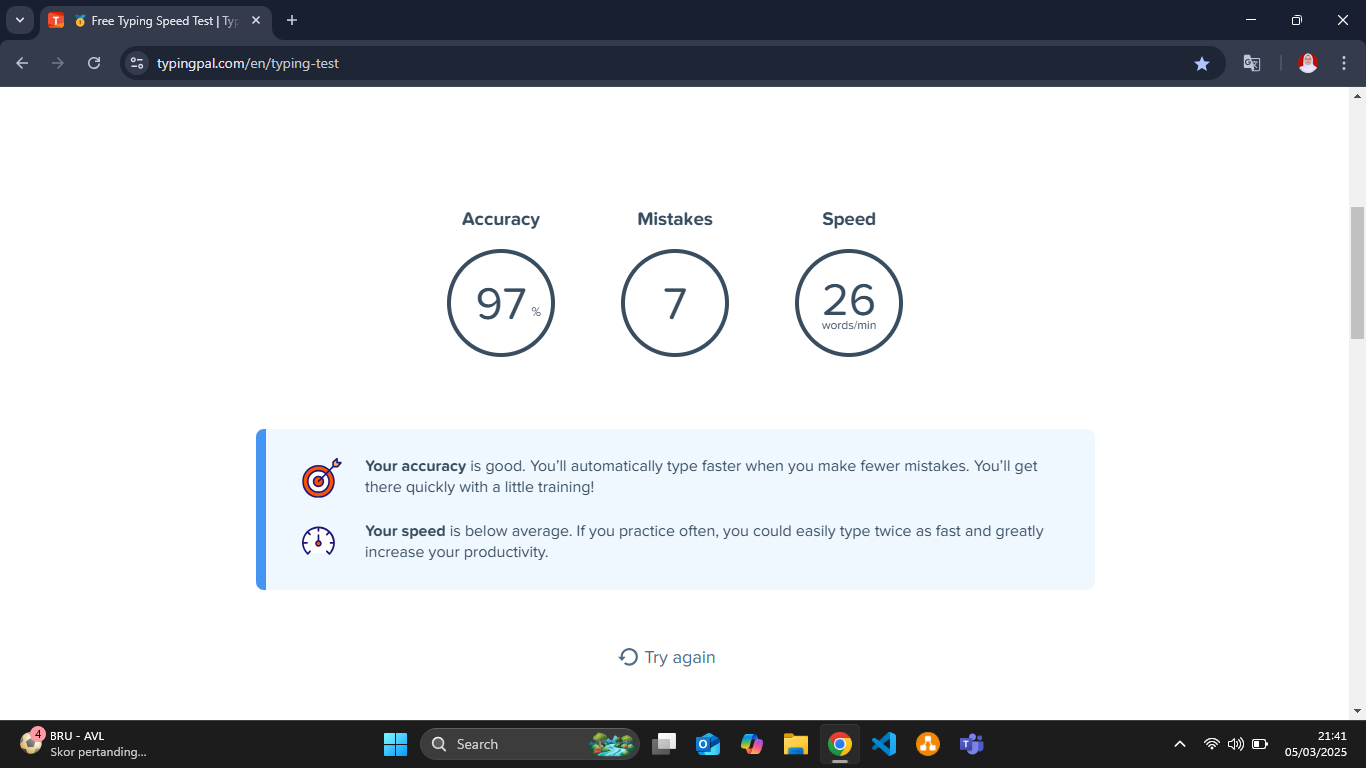 Free Typing Speed Test | Typ
typingpal.com/en/typing-test
Accuracy
Mistakes
Speed
97 %
7
26
words/min
Your accuracy is good. You’ll automatically type faster when you make fewer mistakes. You’ll get
there quickly with a little training!
Your speed is below average. If you practice often, you could easily type twice as fast and greatly
increase your productivity.
Try again
4
BRU - AVL
Skor pertanding...
Search
21:41
05/03/2025